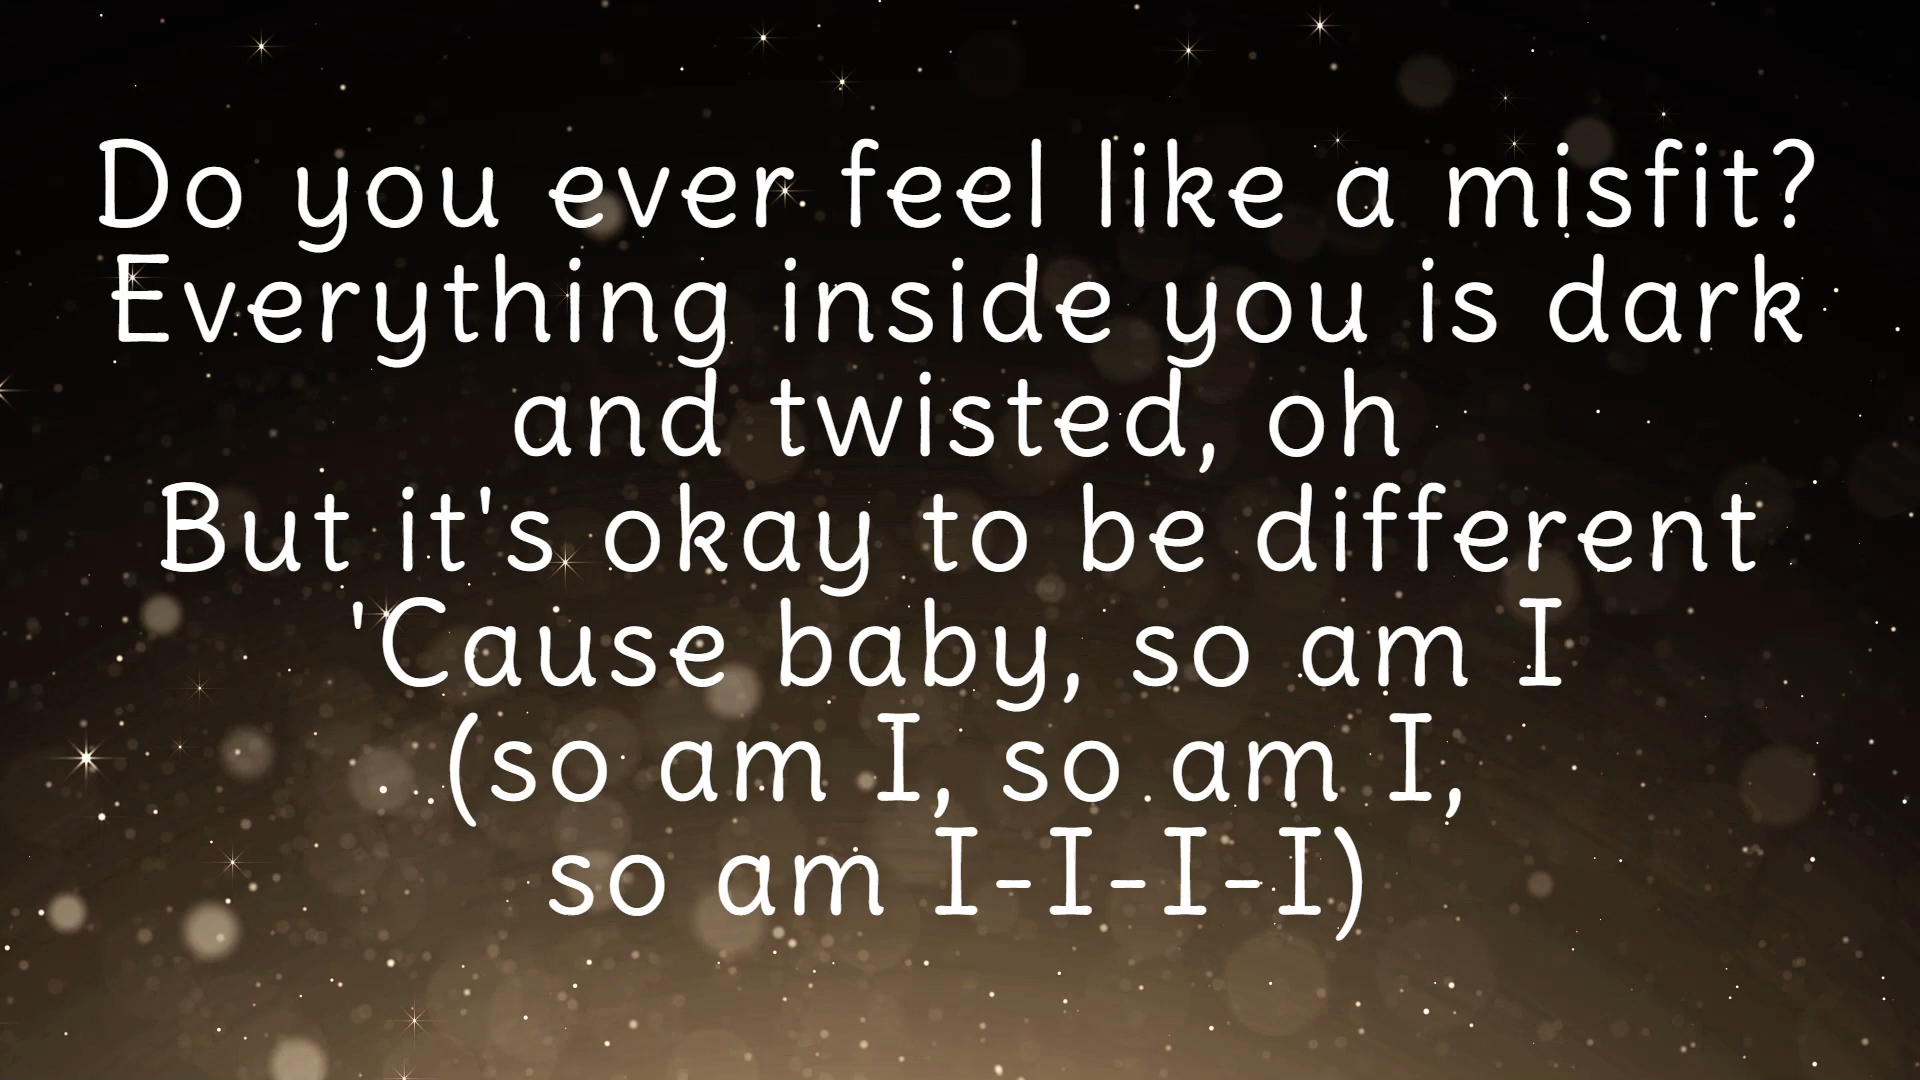 Do you ever feel like a misfit?
Everything inside you is dark
and twisted, oh
But it's okay to be different
'Cause baby, so am I
(so am I, so am I,
so am I-I-I-I)